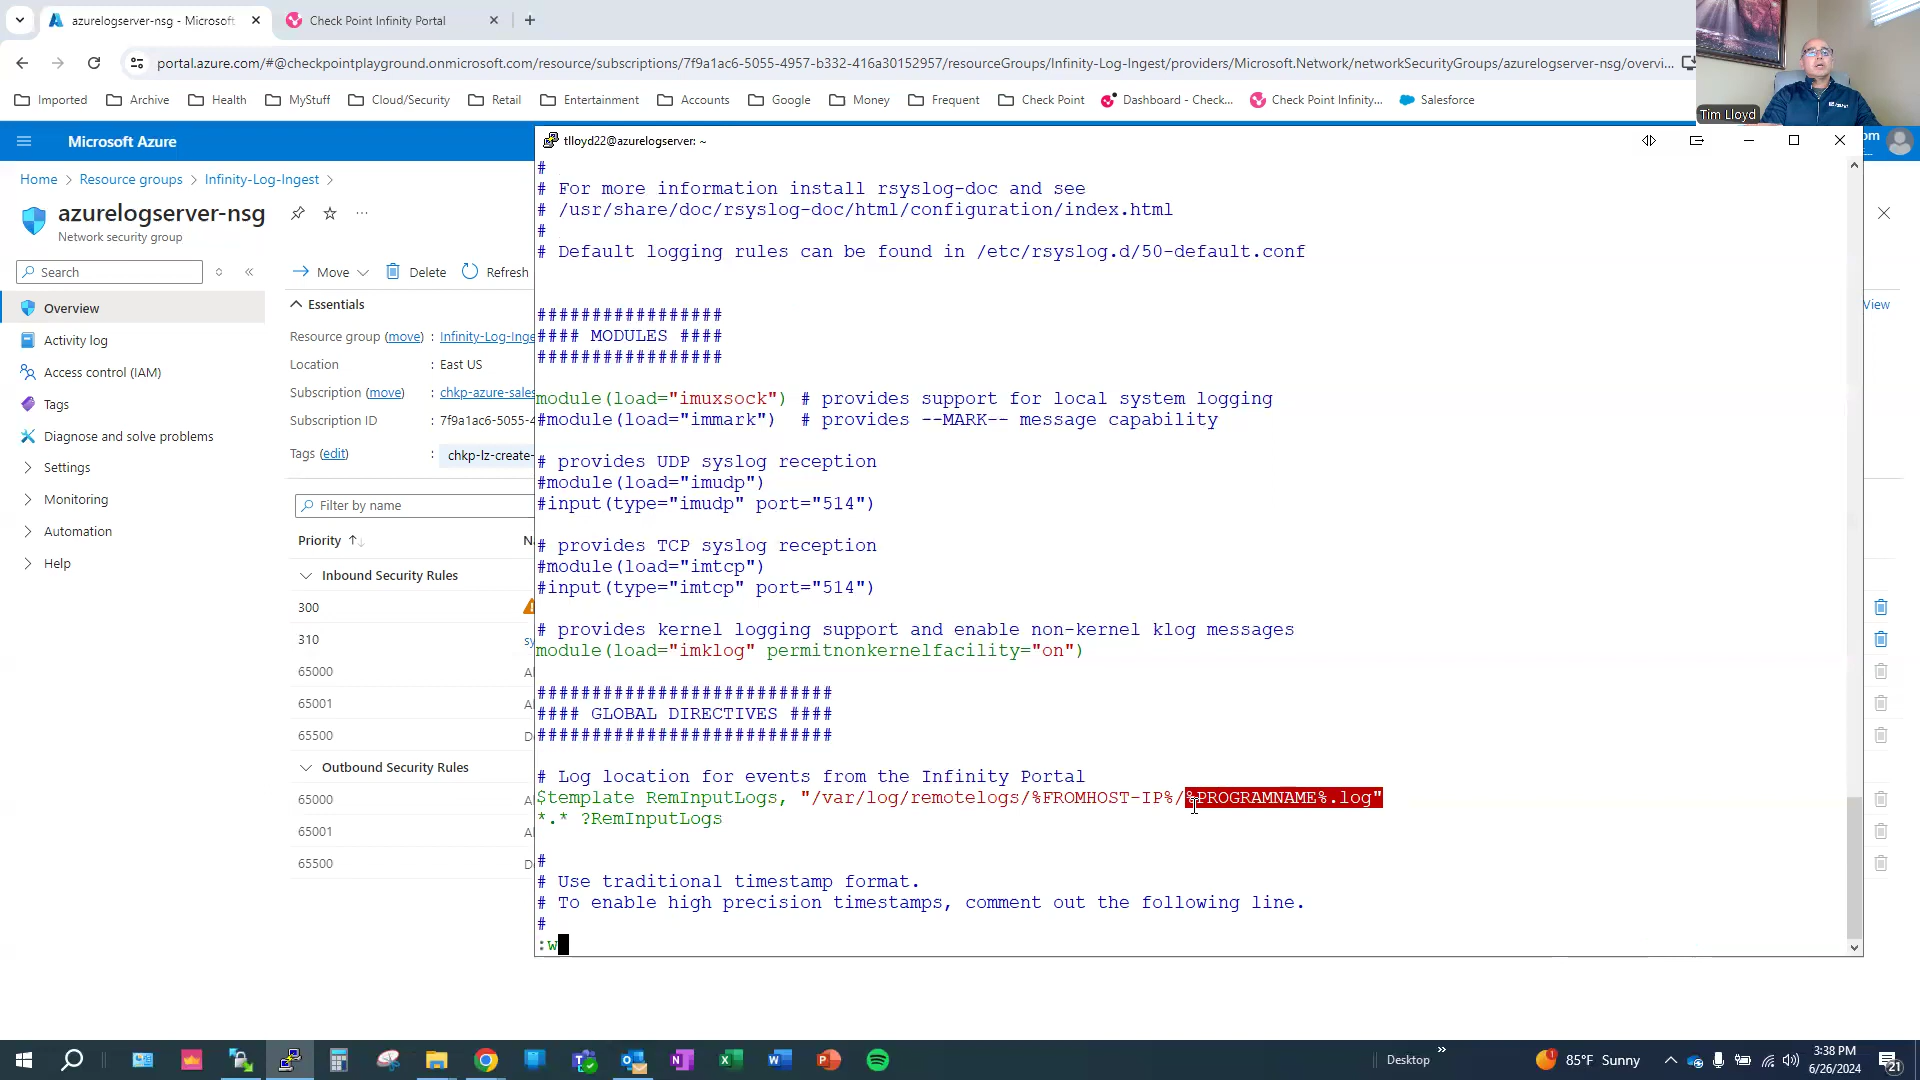 azurelogserver-nsg - Microsoft
Check Point Infinity Portal
portal.azure.com/#@checkpointplayground.onmicrosoft.com/resource/subscriptions/7f9a1ac6-5055-4957-b332-416a30152957/resourceGroups/Infinity-Log-Ingest/providers/Microsoft.Network/networkSecurityGroups/azurelogserver-nsg/overvi...
Imported Archive Health MyStuff Cloud/Security Retail Entertainment Accounts Google Money Frequent Check Point Dashboard - Check... Check Point Infinity... Salesforce
Tim Lloyd
Microsoft Azure
om
Home > Resource groups > Infinity-Log-Ingest >
azurelogserver-nsg
Network security group
Search
Overview
Activity log
Access control (IAM)
Tags
Diagnose and solve problems
Settings
Monitoring
Automation
Help
Move Delete Refresh
View
Essentials
Resource group (move) : Infinity-Log-Inge
Location : East US
Subscription (move) : chkp-azure-sales
Subscription ID : 7f9a1ac6-5055-4
Tags (edit) : chkp-lz-create-
Filter by name
Priority ↑↓ N
Inbound Security Rules
300
310 sy
65000 Al
65001 Al
65500 D
Outbound Security Rules
65000 Al
65001 Al
65500 D
tlloyd22@azurelogserver: ~
#
# For more information install rsyslog-doc and see
# /usr/share/doc/rsyslog-doc/html/configuration/index.html
#
# Default logging rules can be found in /etc/rsyslog.d/50-default.conf
#################
#### MODULES ####
#################
module(load="imuxsock") # provides support for local system logging
#module(load="immark") # provides --MARK-- message capability
# provides UDP syslog reception
#module(load="imudp")
#input(type="imudp" port="514")
# provides TCP syslog reception
#module(load="imtcp")
#input(type="imtcp" port="514")
# provides kernel logging support and enable non-kernel klog messages
module(load="imklog" permitnonkernelfacility="on")
###########################
#### GLOBAL DIRECTIVES ####
###########################
# Log location for events from the Infinity Portal
$template RemInputLogs, "/var/log/remotelogs/%FROMHOST-IP%/%PROGRAMNAME%.log"
*.* ?RemInputLogs
#
# Use traditional timestamp format.
# To enable high precision timestamps, comment out the following line.
#
:w
Desktop
85°F Sunny
3:38 PM
6/26/2024
21